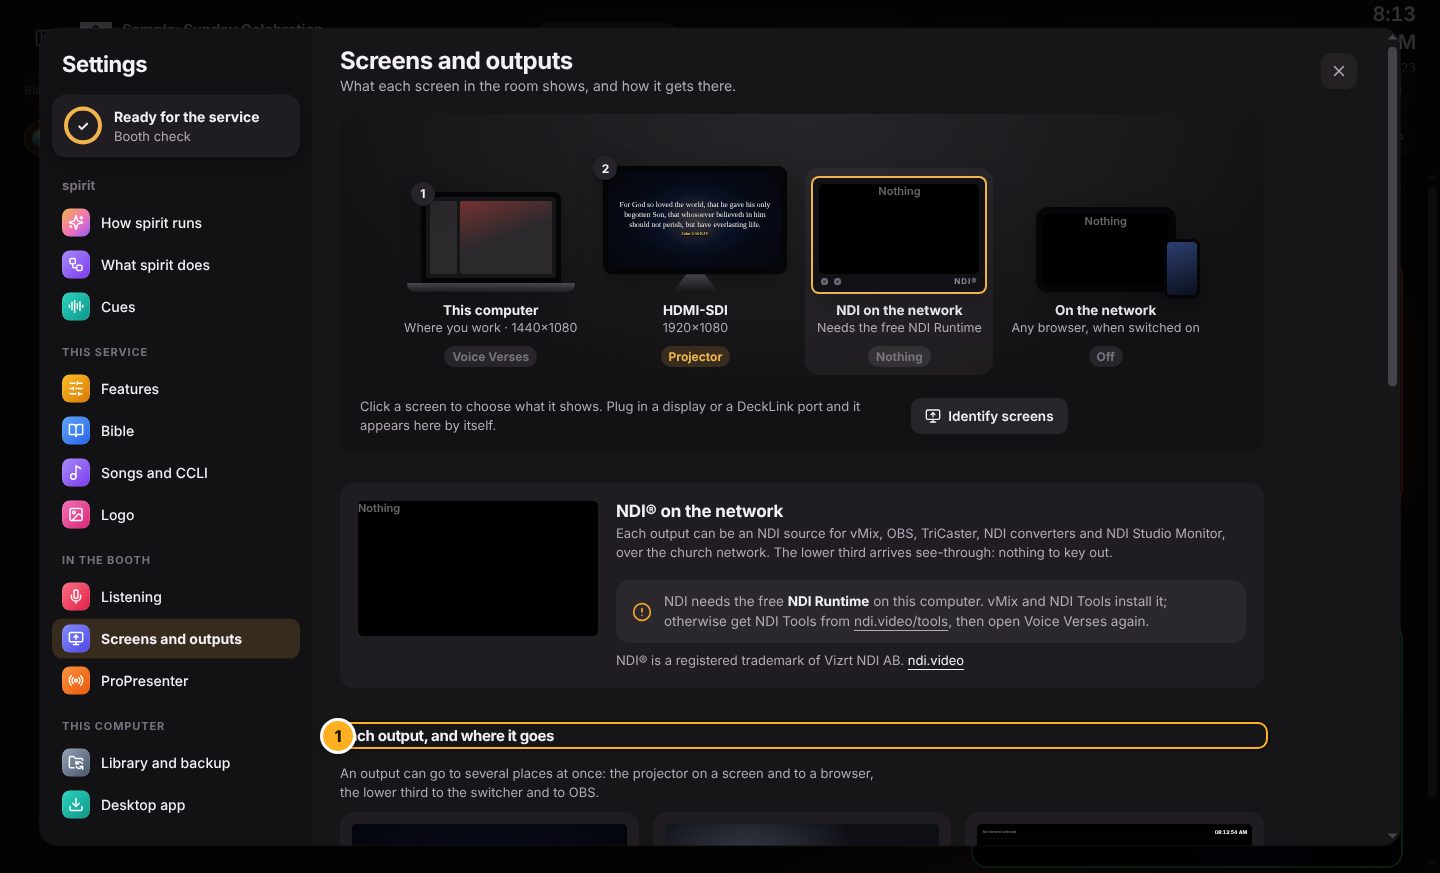 Sample: Sunday Celebration
8:13
Settings
Screens and outputs
What each screen in the room shows, and how it gets there.
Ready for the service
Booth check
spirit
How spirit runs
What spirit does
Cues
THIS SERVICE
Features
Bible
Songs and CCLI
Logo
IN THE BOOTH
Listening
Screens and outputs
ProPresenter
THIS COMPUTER
Library and backup
Desktop app
1
2
For God so loved the world, that he gave his only
begotten Son, that whosoever believeth in him
should not perish, but have everlasting life.
John 3:16 KJV
Nothing
NDI®
Nothing
This computer
Where you work · 1440×1080
Voice Verses
HDMI-SDI
1920×1080
Projector
NDI on the network
Needs the free NDI Runtime
Nothing
On the network
Any browser, when switched on
Off
Click a screen to choose what it shows. Plug in a display or a DeckLink port and it
appears here by itself.
Identify screens
Nothing
NDI® on the network
Each output can be an NDI source for vMix, OBS, TriCaster, NDI converters and NDI Studio Monitor,
over the church network. The lower third arrives see-through: nothing to key out.
NDI needs the free NDI Runtime on this computer. vMix and NDI Tools install it;
otherwise get NDI Tools from ndi.video/tools, then open Voice Verses again.
NDI® is a registered trademark of Vizrt NDI AB. ndi.video
1
ch output, and where it goes
An output can go to several places at once: the projector on a screen and to a browser,
the lower third to the switcher and to OBS.
08:13:54 AM